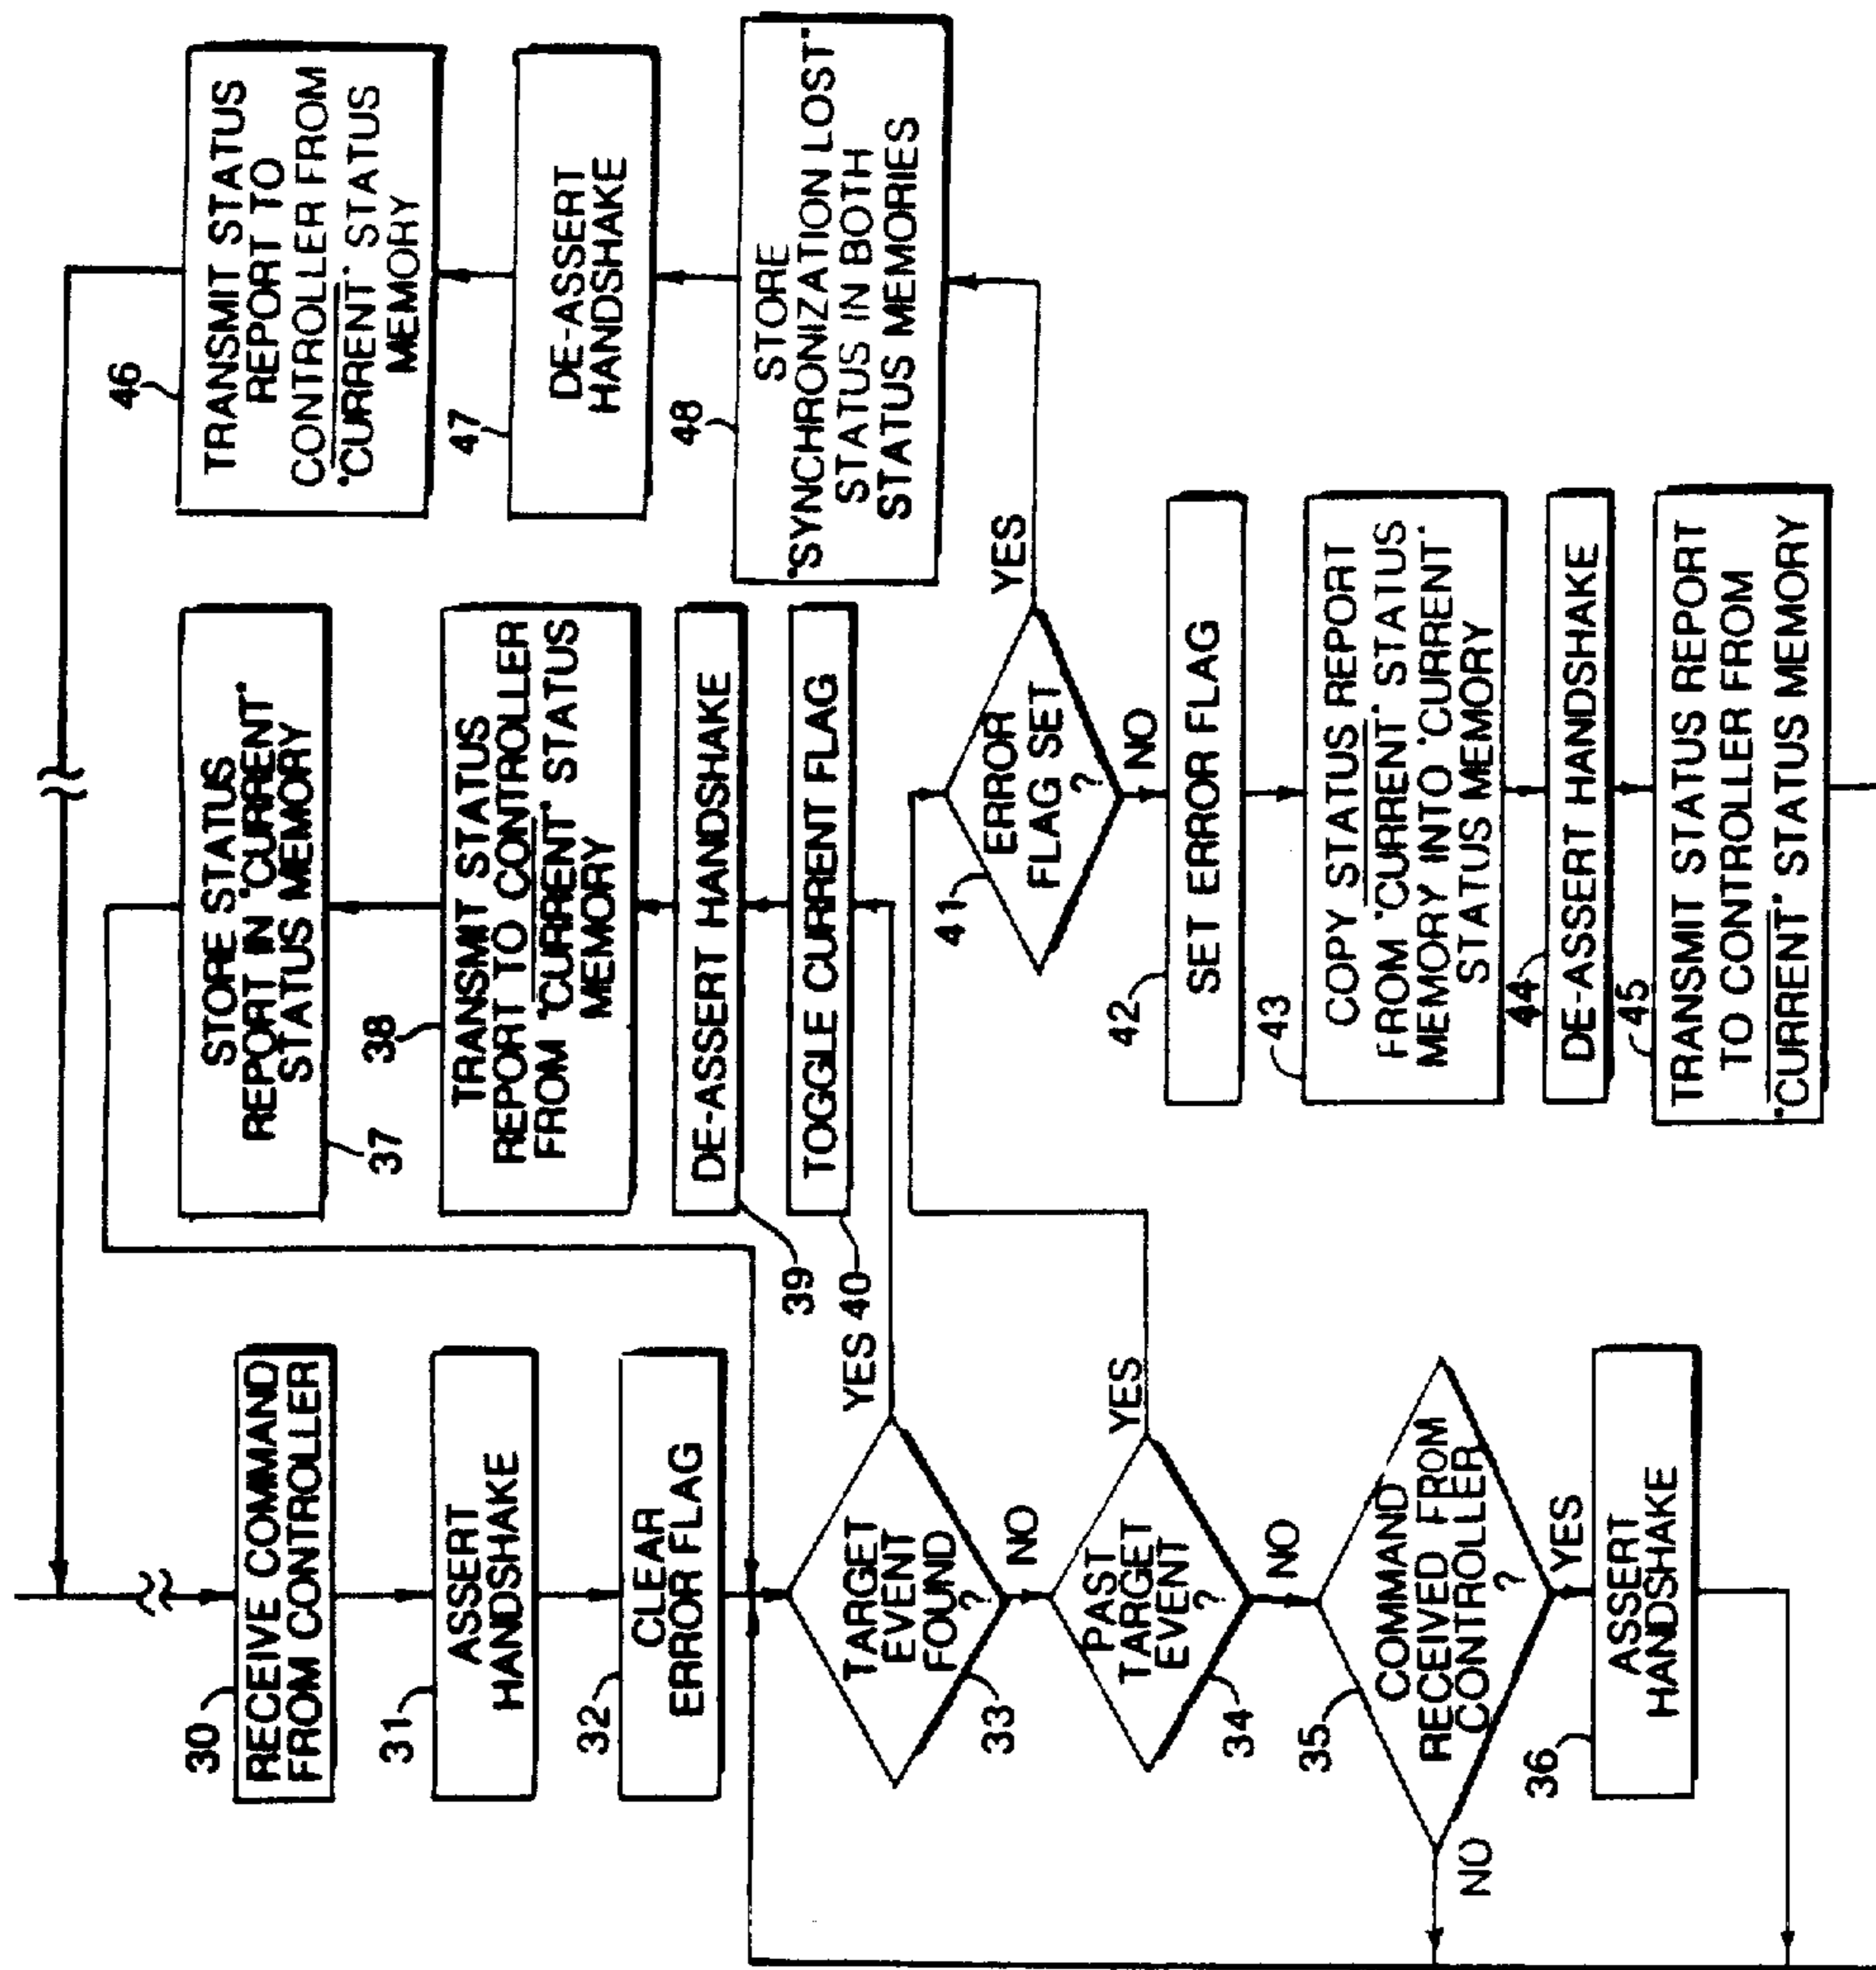 30
RECEIVE COMMAND
FROM CONTROLLER
31
ASSERT
HANDSHAKE
32
CLEAR
ERROR FLAG
TARGET
EVENT
FOUND
?
33
YES
NO
PAST
TARGET
EVENT
?
34
YES
NO
35
COMMAND
RECEIVED FROM
CONTROLLER
?
NO
YES
36
ASSERT
HANDSHAKE
STORE STATUS
REPORT IN "CURRENT"
STATUS MEMORY
37
38
TRANSMIT STATUS
REPORT TO CONTROLLER
FROM "CURRENT" STATUS
MEMORY
DE-ASSERT HANDSHAKE
39
TOGGLE CURRENT FLAG
40
41
ERROR
FLAG SET
?
YES
NO
42
SET ERROR FLAG
43
COPY STATUS REPORT
FROM "CURRENT" STATUS
MEMORY INTO "CURRENT"
STATUS MEMORY
44
DE-ASSERT HANDSHAKE
45
TRANSMIT STATUS REPORT
TO CONTROLLER FROM
"CURRENT" STATUS MEMORY
46
TRANSMIT STATUS
REPORT TO
CONTROLLER FROM
"CURRENT" STATUS
MEMORY
47
DE-ASSERT
HANDSHAKE
48
STORE
"SYNCHRONIZATION LOST"
STATUS IN BOTH
STATUS MEMORIES